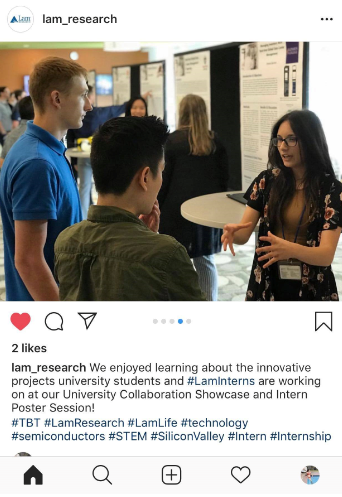 Lam
lam_research
2 likes
lam_research We enjoyed learning about the innovative
projects university students and #LamInterns are working
on at our University Collaboration Showcase and Intern
Poster Session!
#TBT #LamResearch #LamLife #technology
#semiconductors #STEM #SiliconValley #Intern #Internship